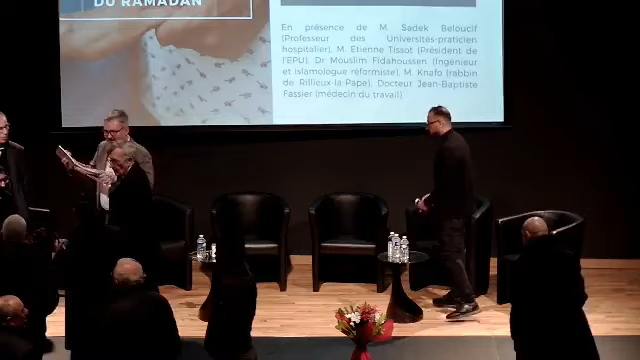 DU RAMADAN
En présence de M. Sadek Beloucif
(Professeur des Universités-praticien
hospitalier), M. Etienne Tissot (Président de
l'EPU), Dr Mouslim Fidahoussen (Ingénieur
et islamologue réformiste), M. Knafo (rabbin
de Rillieux-la-Pape), Docteur Jean-Baptiste
Fassier (médecin du travail)